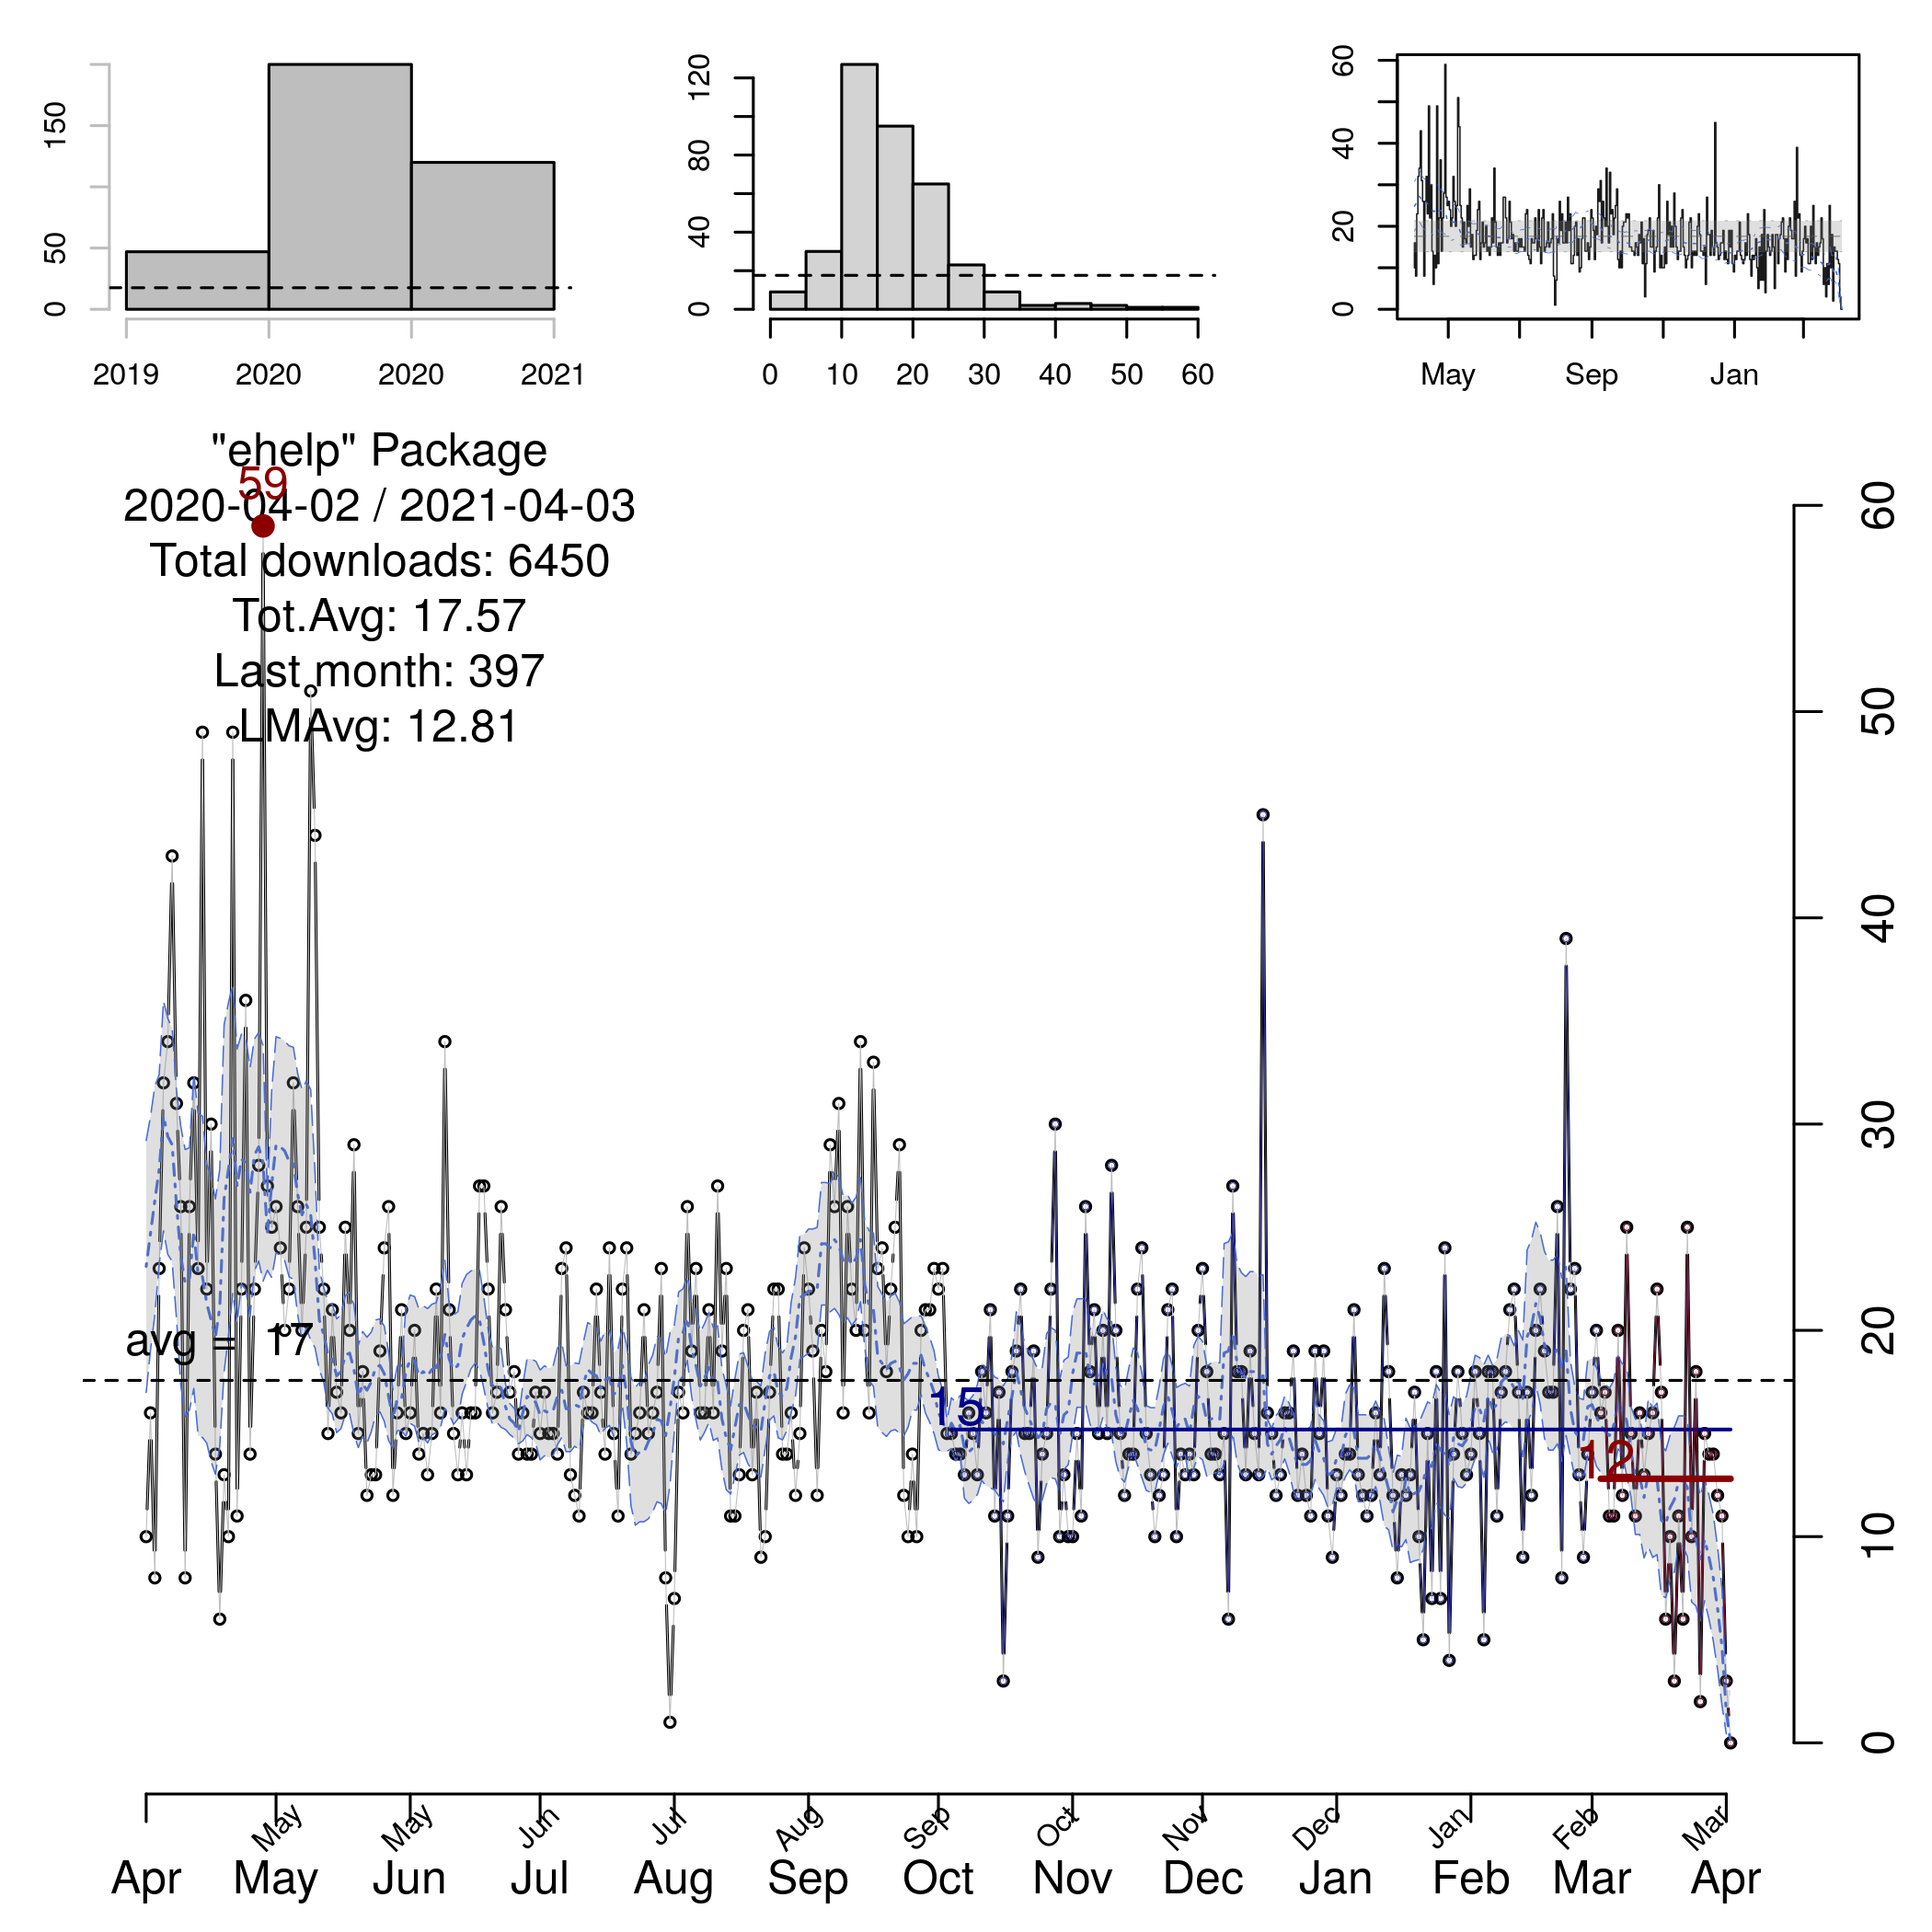 0 50 150
2019 2020 2020 2021
0 40 80 120
0 10 20 30 40 50 60
0 20 40 60
May Sep Jan
"ehelp" Package
59
2020-04-02 / 2021-04-03
Total downloads: 6450
Tot.Avg: 17.57
Last month: 397
LMAvg: 12.81
avg = 17
15
12
0 10 20 30 40 50 60
May May Jun Jul Aug Sep Oct Nov Dec Jan Feb Mar
Apr May Jun Jul Aug Sep Oct Nov Dec Jan Feb Mar Apr